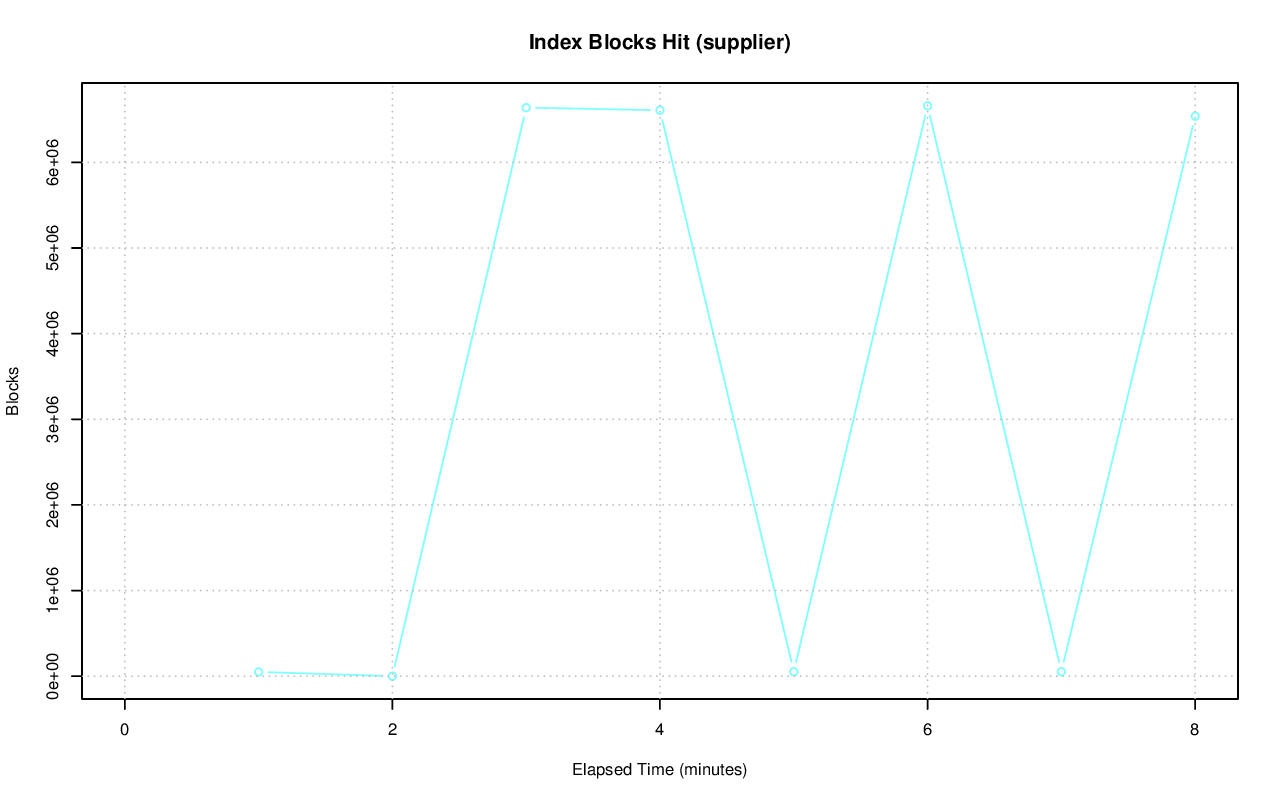 Index Blocks Hit (supplier)
Blocks
6e+06
5e+06
4e+06
3e+06
2e+06
1e+06
0e+00
0 2 4 6 8
Elapsed Time (minutes)